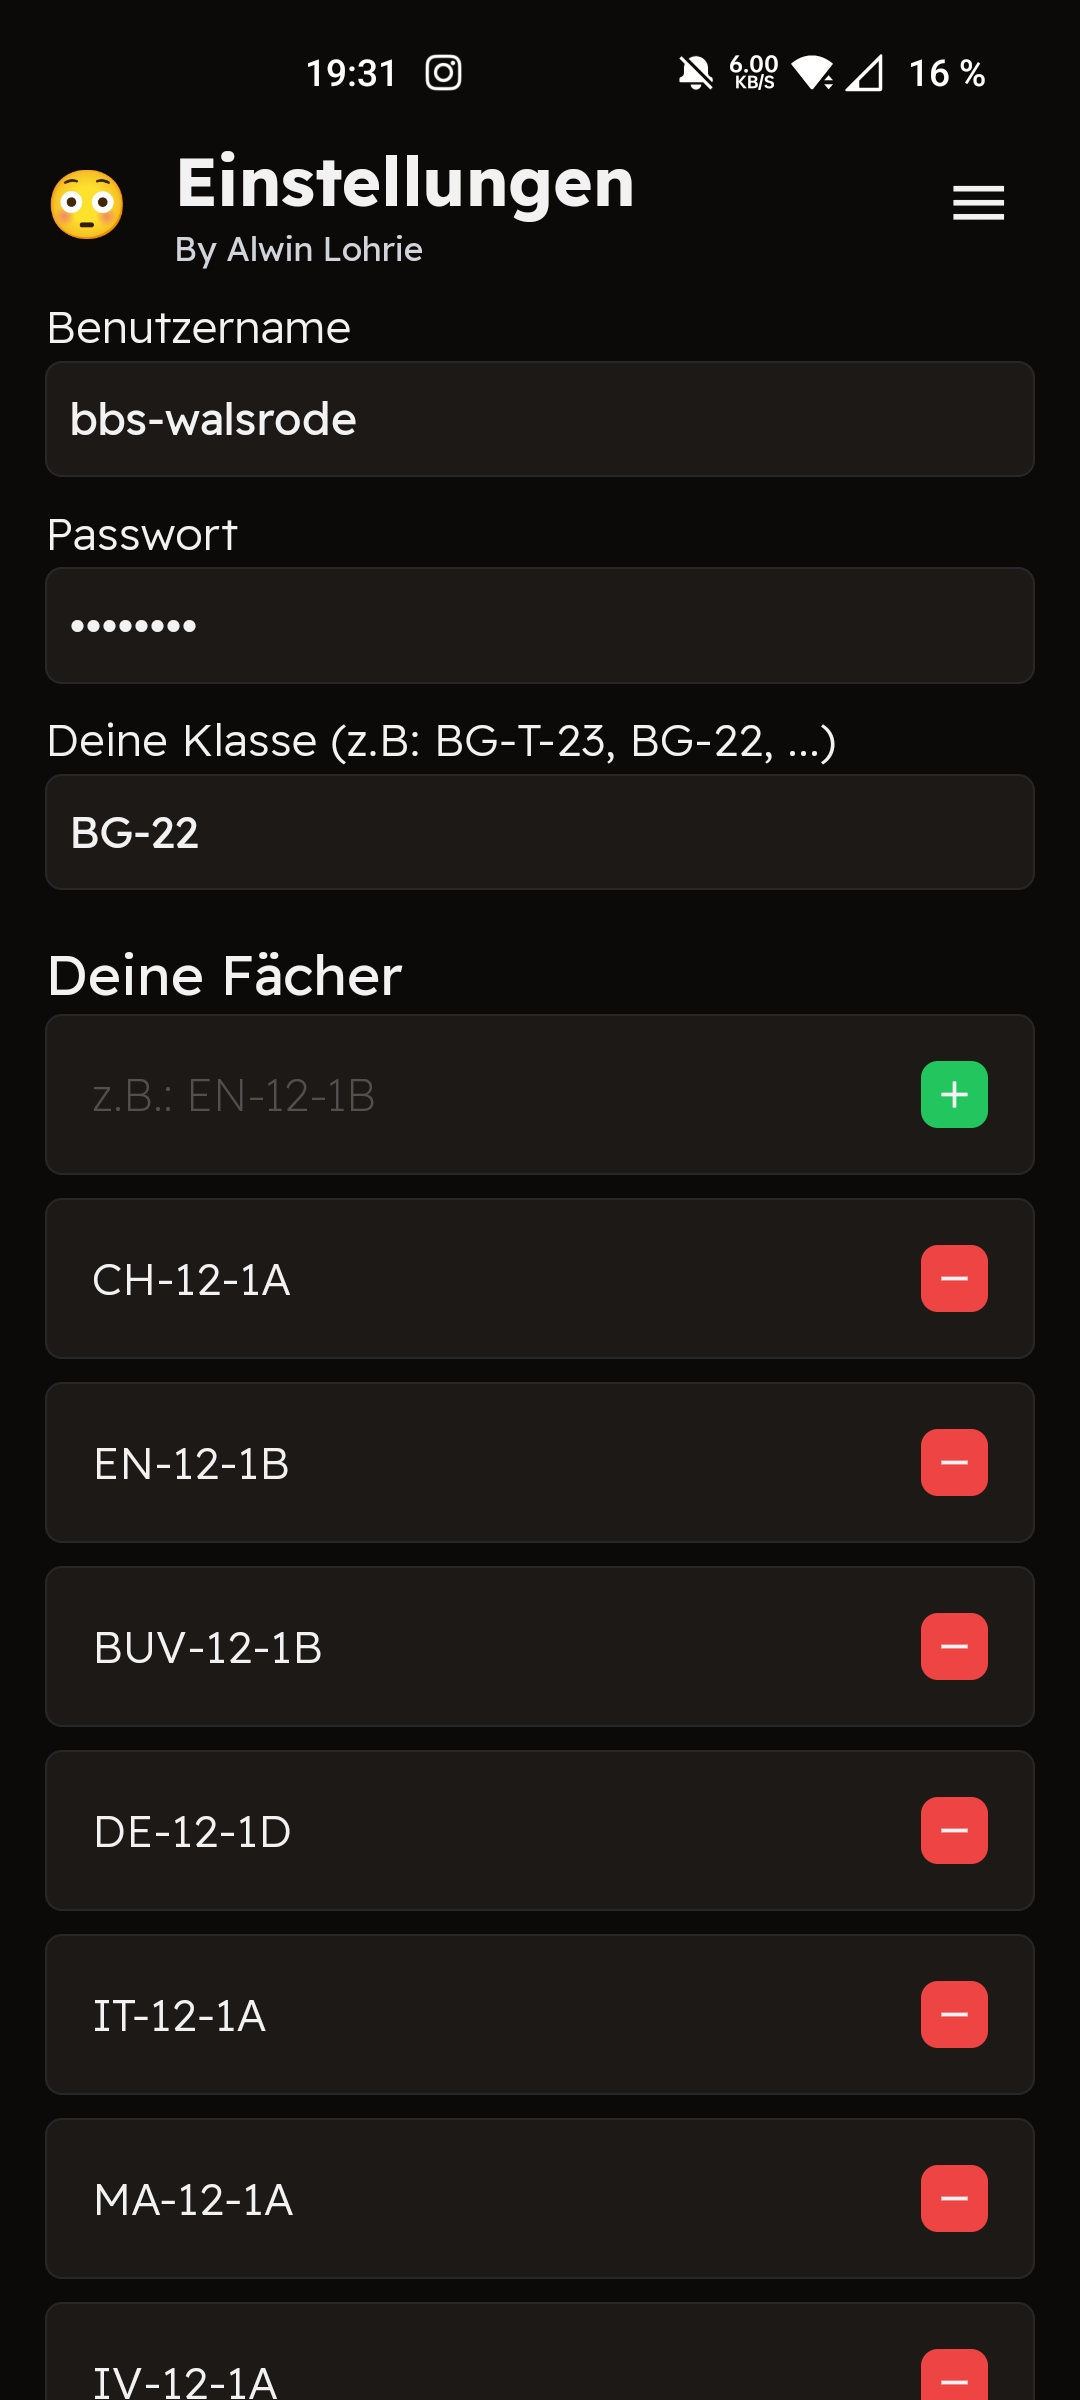 19:31
6.00
KB/S
16 %
Einstellungen
By Alwin Lohrie
Benutzername
bbs-walsrode
Passwort
••••••••
Deine Klasse (z.B: BG-T-23, BG-22, ...)
BG-22
Deine Fächer
z.B.: EN-12-1B
CH-12-1A
EN-12-1B
BUV-12-1B
DE-12-1D
IT-12-1A
MA-12-1A
IV-12-1A